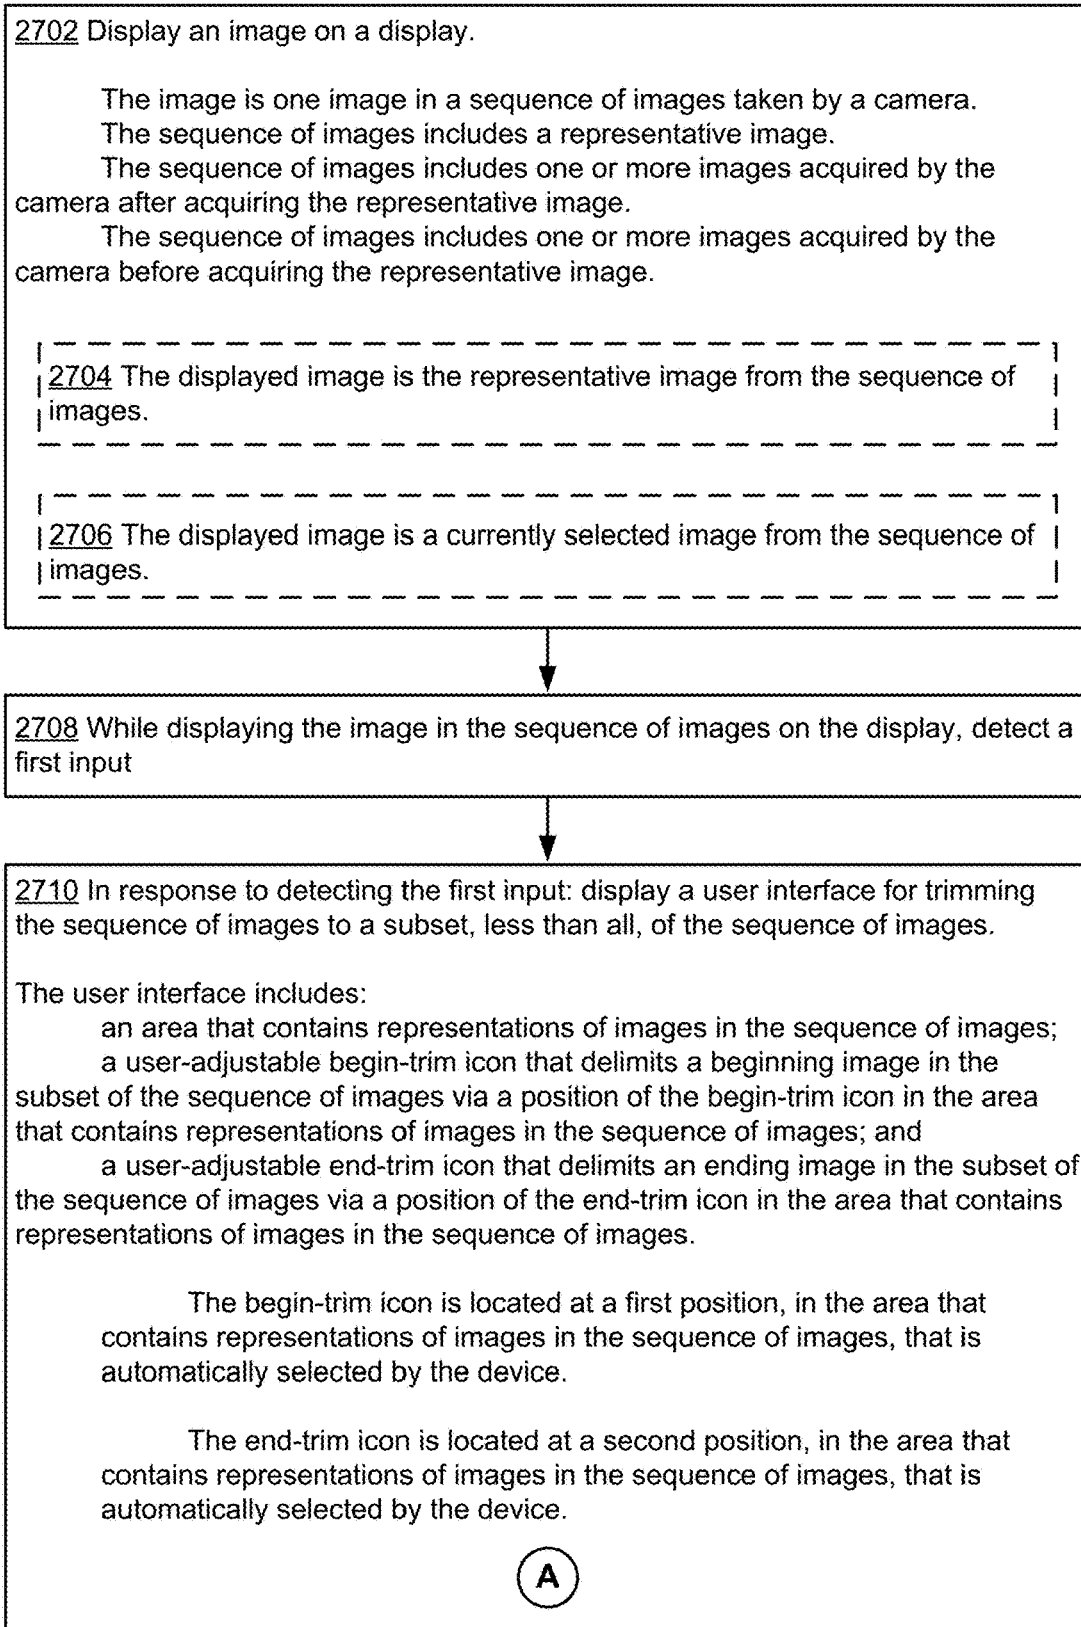 2702 Display an image on a display.
The image is one image in a sequence of images taken by a camera.
The sequence of images includes a representative image.
The sequence of images includes one or more images acquired by the
camera after acquiring the representative image.
The sequence of images includes one or more images acquired by the
camera before acquiring the representative image.
2704 The displayed image is the representative image from the sequence of
images.
2706 The displayed image is a currently selected image from the sequence of
images.
2708 While displaying the image in the sequence of images on the display, detect a
first input
2710 In response to detecting the first input: display a user interface for trimming
the sequence of images to a subset, less than all, of the sequence of images.
The user interface includes:
an area that contains representations of images in the sequence of images;
a user-adjustable begin-trim icon that delimits a beginning image in the
subset of the sequence of images via a position of the begin-trim icon in the area
that contains representations of images in the sequence of images; and
a user-adjustable end-trim icon that delimits an ending image in the subset of
the sequence of images via a position of the end-trim icon in the area that contains
representations of images in the sequence of images.
The begin-trim icon is located at a first position, in the area that
contains representations of images in the sequence of images, that is
automatically selected by the device.
The end-trim icon is located at a second position, in the area that
contains representations of images in the sequence of images, that is
automatically selected by the device.
A